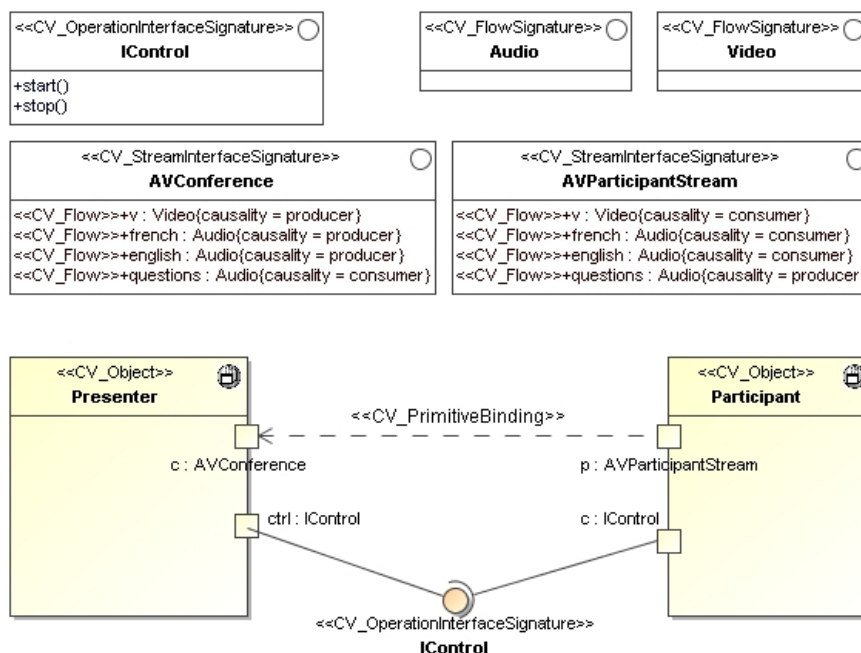 <<CV_OperationInterfaceSignature>>
IControl
+start()
+stop()
<<CV_FlowSignature>>
Audio
<<CV_FlowSignature>>
Video
<<CV_StreamInterfaceSignature>>
AVConference
<<CV_Flow>>+v : Video{causality = producer}
<<CV_Flow>>+french : Audio{causality = producer}
<<CV_Flow>>+english : Audio{causality = producer}
<<CV_Flow>>+questions : Audio{causality = consumer}
<<CV_StreamInterfaceSignature>>
AVParticipantStream
<<CV_Flow>>+v : Video{causality = consumer}
<<CV_Flow>>+french : Audio{causality = consumer}
<<CV_Flow>>+english : Audio{causality = consumer}
<<CV_Flow>>+questions : Audio{causality = producer
<<CV_Object>>
Presenter
<<CV_PrimitiveBinding>>
<<CV_Object>>
Participant
c : AVConference
p : AVParticipantStream
ctrl : IControl
c : IControl
<<CV_OperationInterfaceSignature>>
IControl